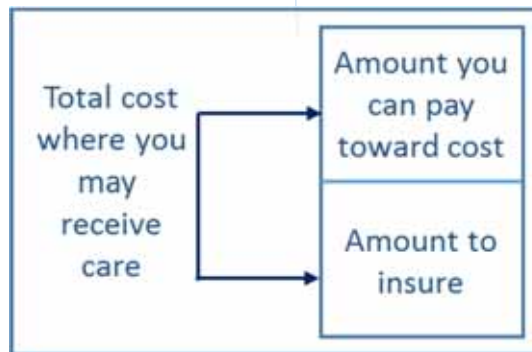 Total cost
where you
may
receive
care
Amount you
can pay
toward cost
Amount to
insure